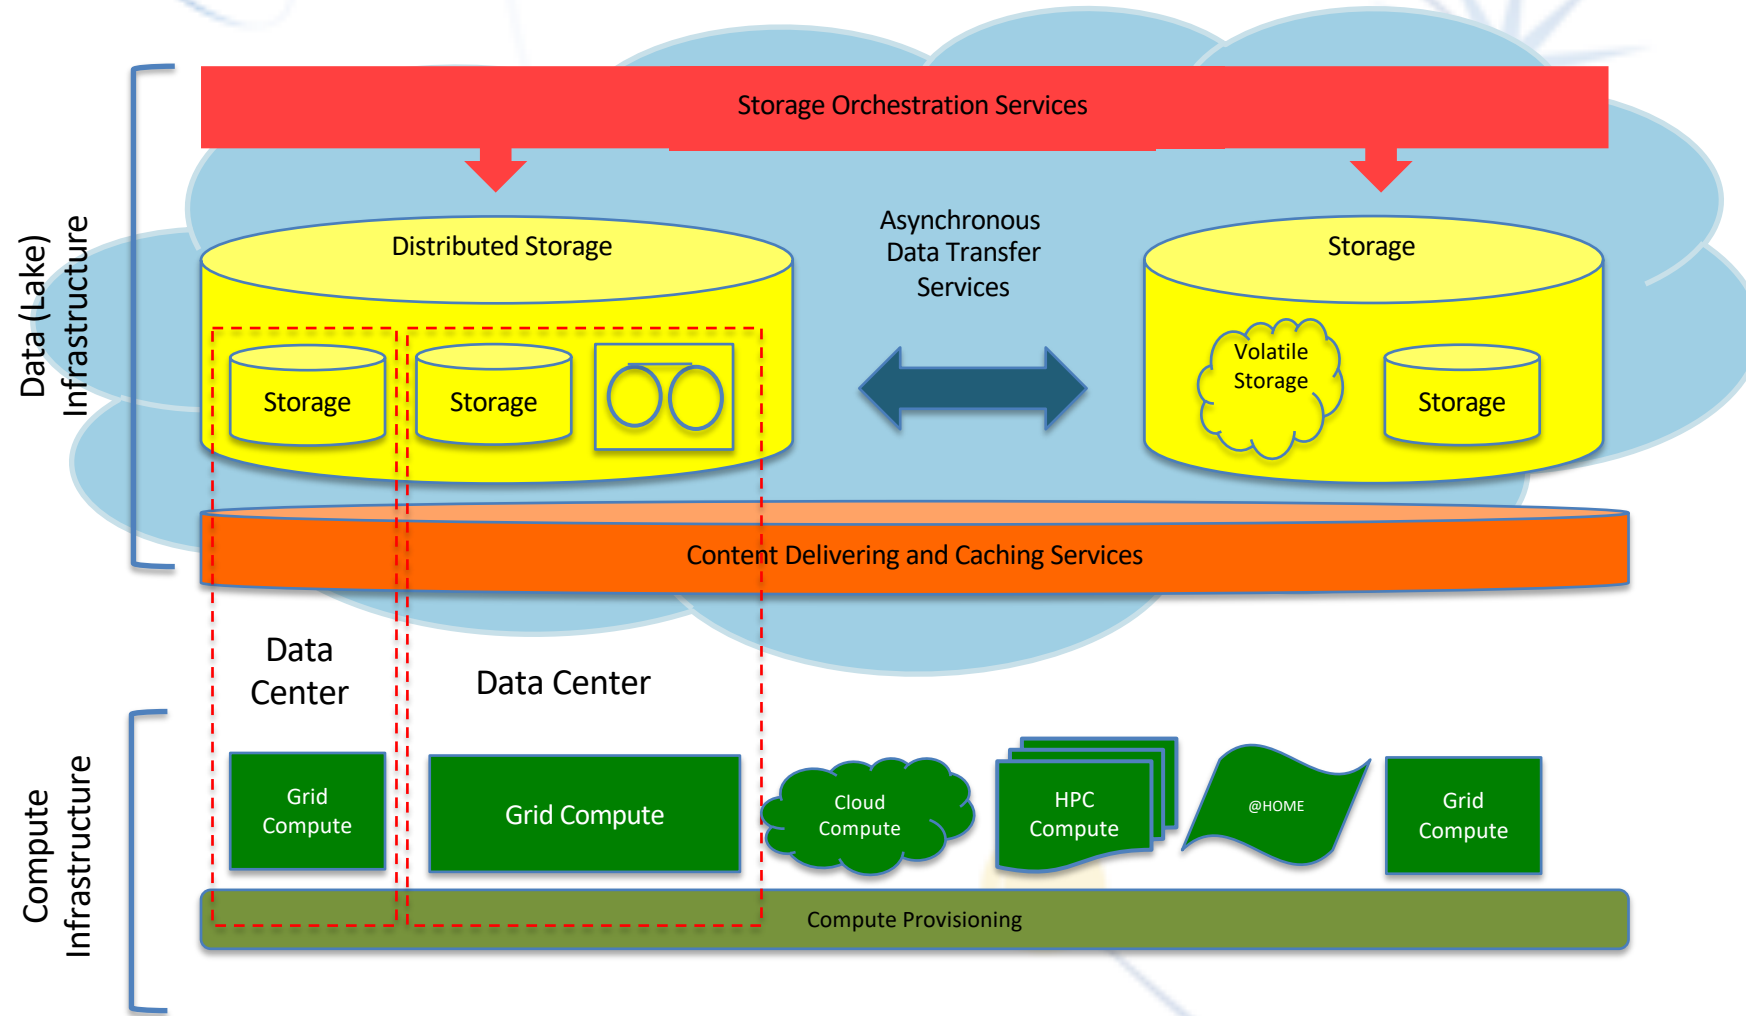 Storage Orchestration Services
Data (Lake)
Infrastructure
Distributed Storage
Asynchronous
Data Transfer
Services
Storage
Storage
Storage
Volatile
Storage
Storage
Content Delivering and Caching Services
Data
Center
Data Center
Compute
Infrastructure
Grid
Compute
Grid Compute
Cloud
Compute
HPC
Compute
@HOME
Grid
Compute
Compute Provisioning